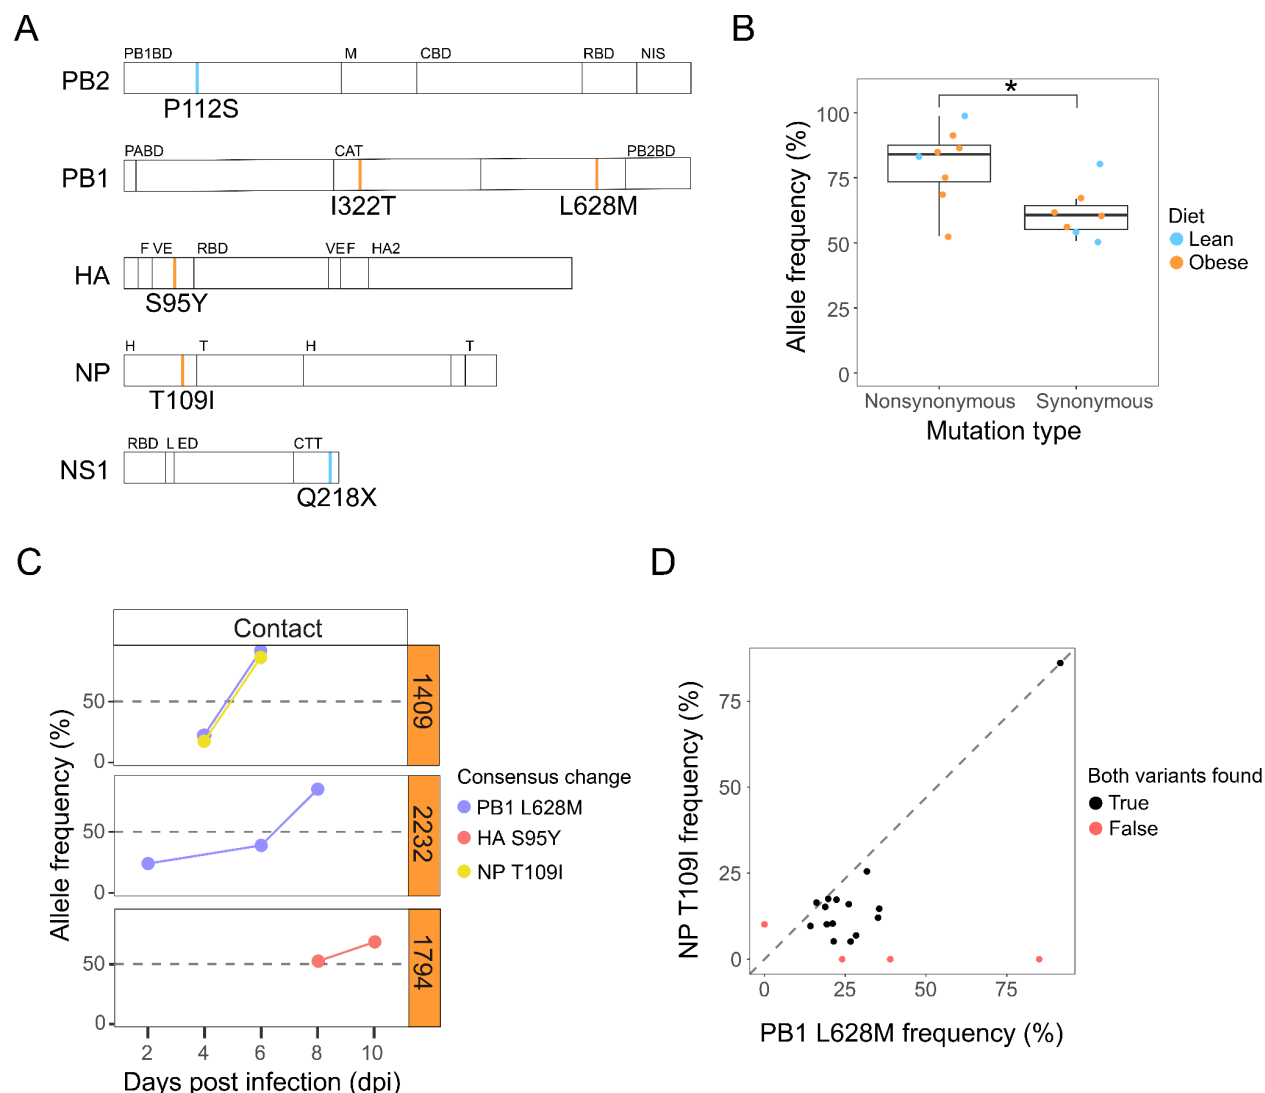 A
PB1BD M CBD RBD NIS
PB2
P112S
PABD CAT PB2BD
PB1
I322T L628M
F VE RBD VE F HA2
HA
S95Y
H T H T
NP
T109I
RBD L ED CTT
NS1
Q218X
B
*
100
75
50
25
0
Allele frequency (%)
Nonsynonymous Synonymous
Mutation type
Diet
Lean
Obese
C
Contact
50
0
1409
50
0
2232
50
0
1794
Allele frequency (%)
2 4 6 8 10
Days post infection (dpi)
Consensus change
PB1 L628M
HA S95Y
NP T109I
D
75
50
25
0
NP T109I frequency (%)
0 25 50 75
PB1 L628M frequency (%)
Both variants found
True
False